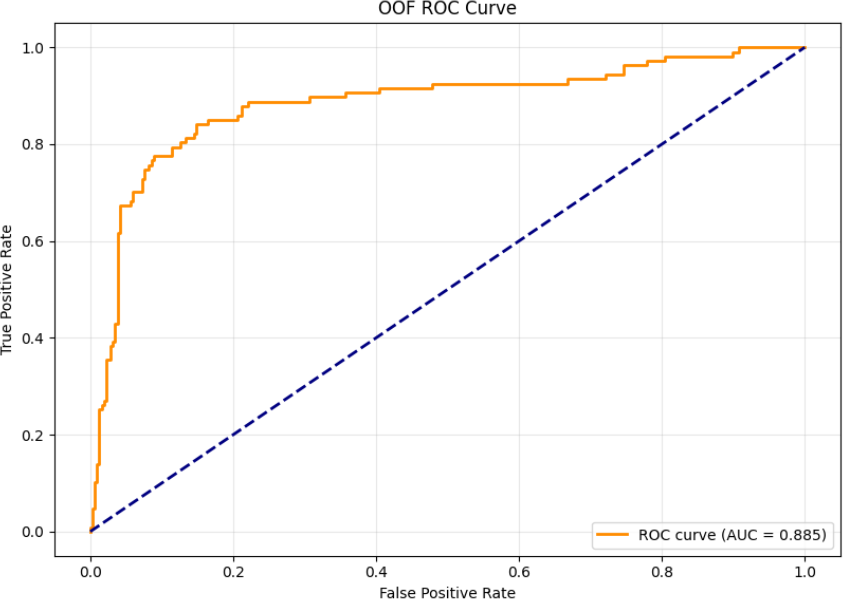 OOF ROC Curve
True Positive Rate
1.0
0.8
0.6
0.4
0.2
0.0
ROC curve (AUC = 0.885)
0.0 0.2 0.4 0.6 0.8 1.0
False Positive Rate